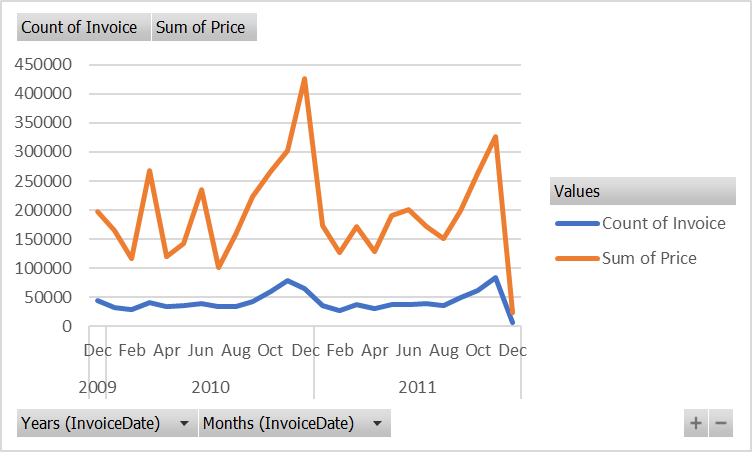 Count of Invoice Sum of Price
450000
400000
350000
300000
250000
200000
150000
100000
50000
0
Values
Count of Invoice
Sum of Price
Dec Feb Apr Jun Aug Oct Dec Feb Apr Jun Aug Oct Dec
2009 2010 2011
Years (InvoiceDate) Months (InvoiceDate)
+ −